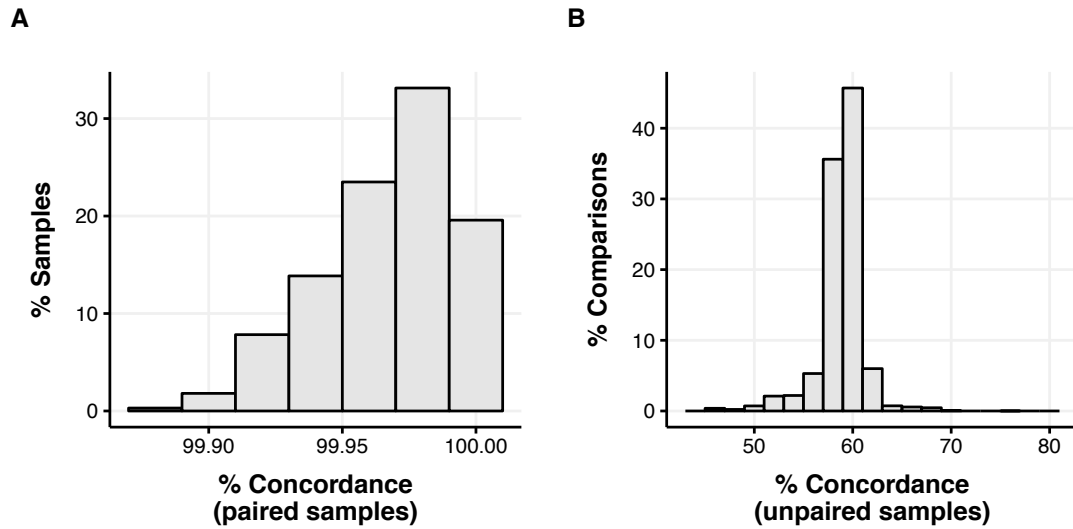 A
B
% Samples
30
20
10
0
99.90
99.95
100.00
% Concordance
(paired samples)
% Comparisons
40
30
20
10
0
50
60
70
80
% Concordance
(unpaired samples)